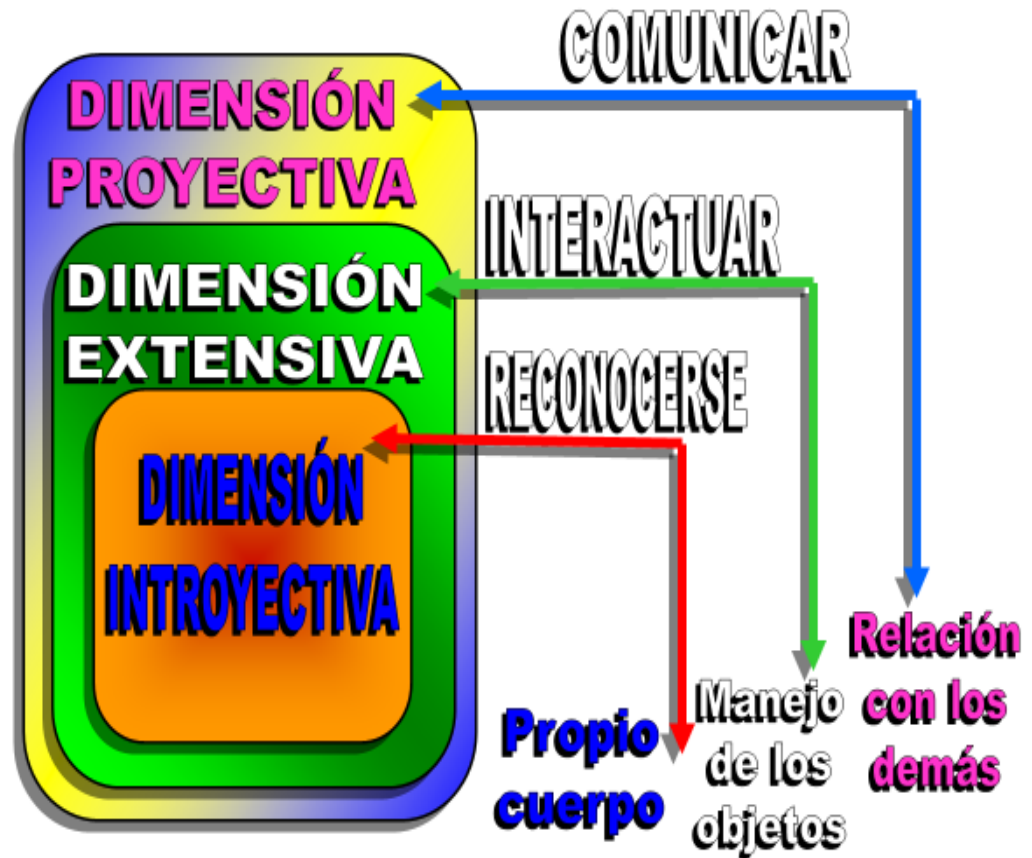 COMUNICAR
DIMENSIÓN
PROYECTIVA
INTERACTUAR
DIMENSIÓN
EXTENSIVA
RECONOCERSE
DIMENSIÓN
INTROYECTIVA
Propio
cuerpo
Manejo
de los
objetos
Relación
con los
demás